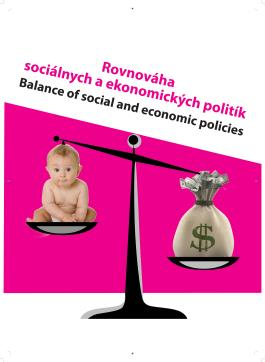 Rovnováha
sociálnych a ekonomických politík
Balance of social and economic policies
$